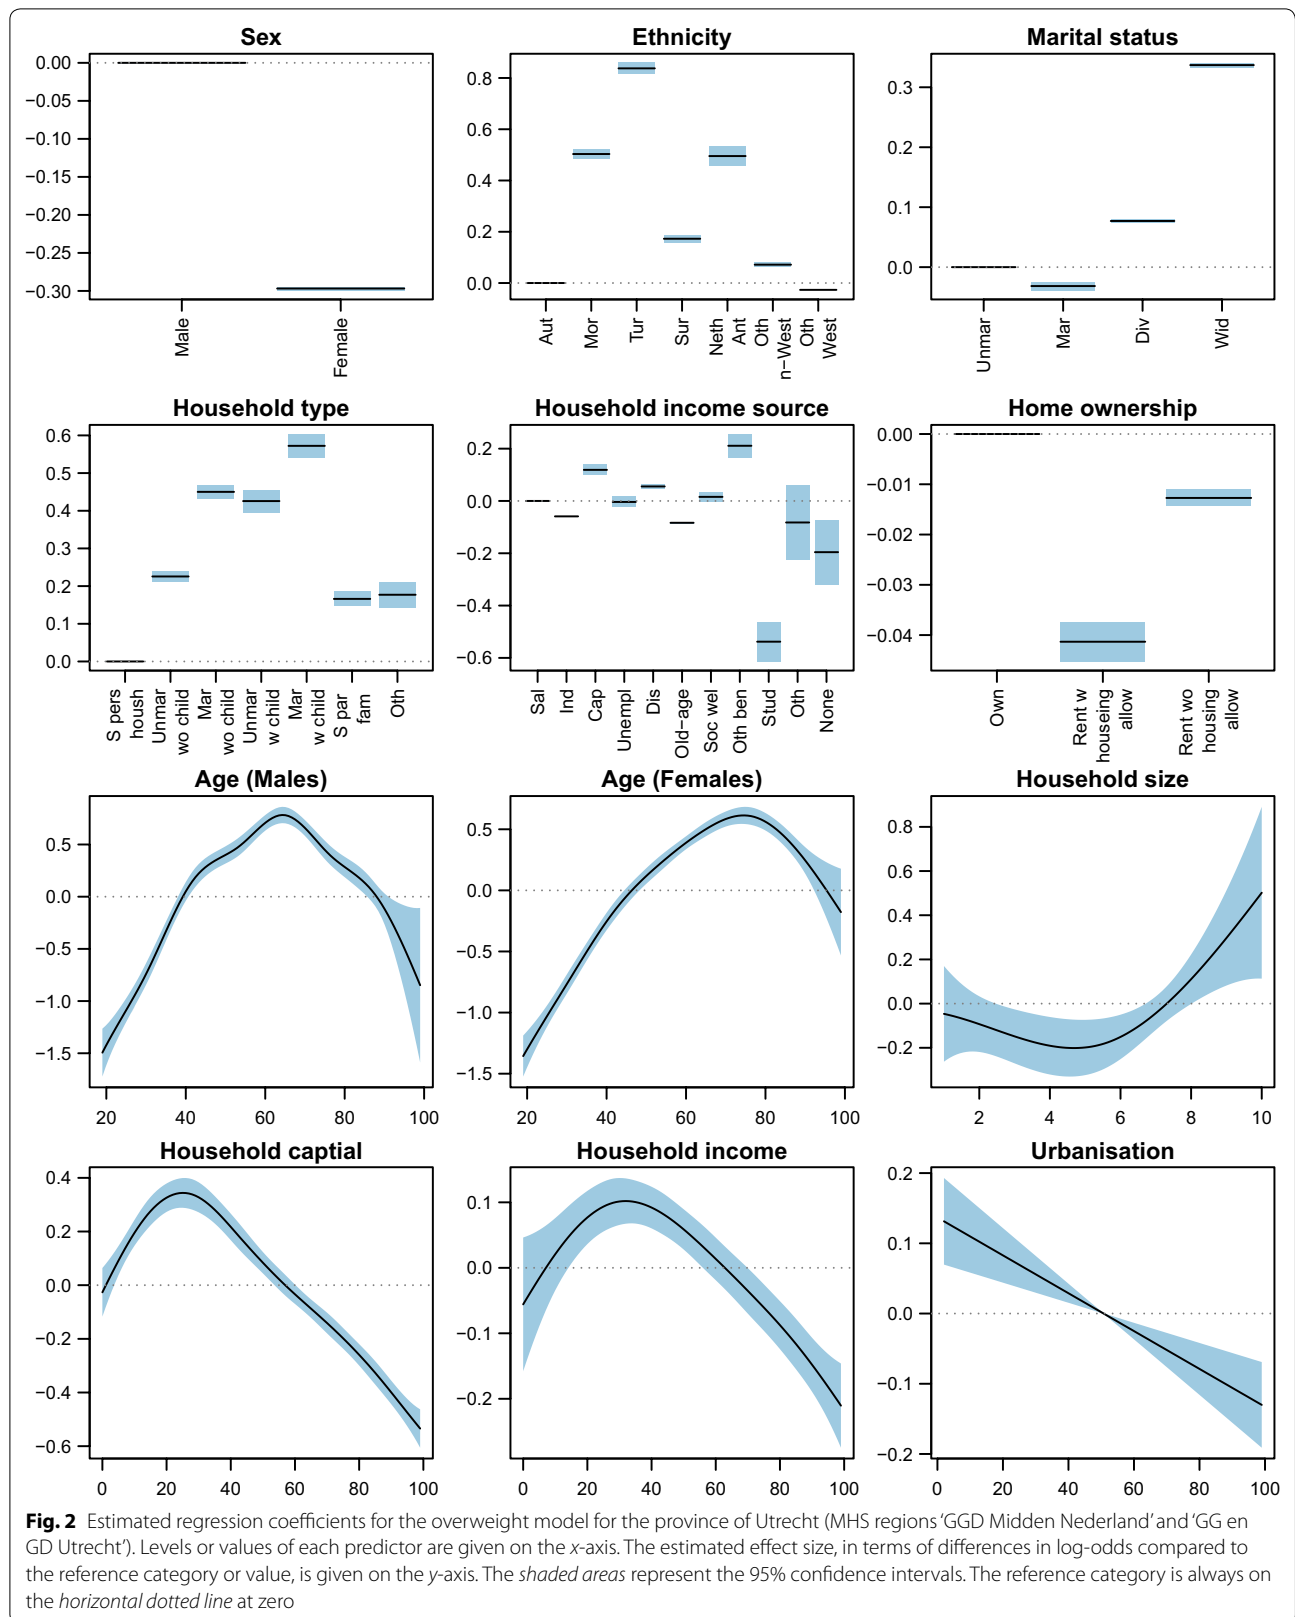 Sex
0.00
−0.05
−0.10
−0.15
−0.20
−0.25
−0.30
Male
Female
Ethnicity
0.8
0.6
0.4
0.2
0.0
Aut
Mor
Tur
Sur
Neth
Ant
Oth
n-West
Oth
West
Marital status
0.3
0.2
0.1
0.0
Unmar
Mar
Div
Wid
Household type
0.6
0.5
0.4
0.3
0.2
0.1
0.0
S pers
housh
Unmar
wo child
Mar
wo child
Unmar
w child
Mar
w child
S par
fam
Oth
Household income source
0.2
0.0
−0.2
−0.4
−0.6
Sal
Ind
Cap
Unempl
Dis
Old-age
Soc wel
Oth ben
Stud
Oth
None
Home ownership
0.00
−0.01
−0.02
−0.03
−0.04
Own
Rent w
houseing
allow
Rent wo
housing
allow
Age (Males)
0.5
0.0
−0.5
−1.0
−1.5
20 40 60 80 100
Age (Females)
0.5
0.0
−0.5
−1.0
−1.5
20 40 60 80 100
Household size
0.8
0.6
0.4
0.2
0.0
−0.2
2 4 6 8 10
Household captial
0.4
0.2
0.0
−0.2
−0.4
−0.6
0 20 40 60 80 100
Household income
0.1
0.0
−0.1
−0.2
0 20 40 60 80 100
Urbanisation
0.2
0.1
0.0
−0.1
−0.2
0 20 40 60 80 100
Fig. 2 Estimated regression coefficients for the overweight model for the province of Utrecht (MHS regions ‘GGD Midden Nederland’ and ‘GG en
GD Utrecht’). Levels or values of each predictor are given on the x-axis. The estimated effect size, in terms of differences in log-odds compared to
the reference category or value, is given on the y-axis. The shaded areas represent the 95% confidence intervals. The reference category is always on
the horizontal dotted line at zero